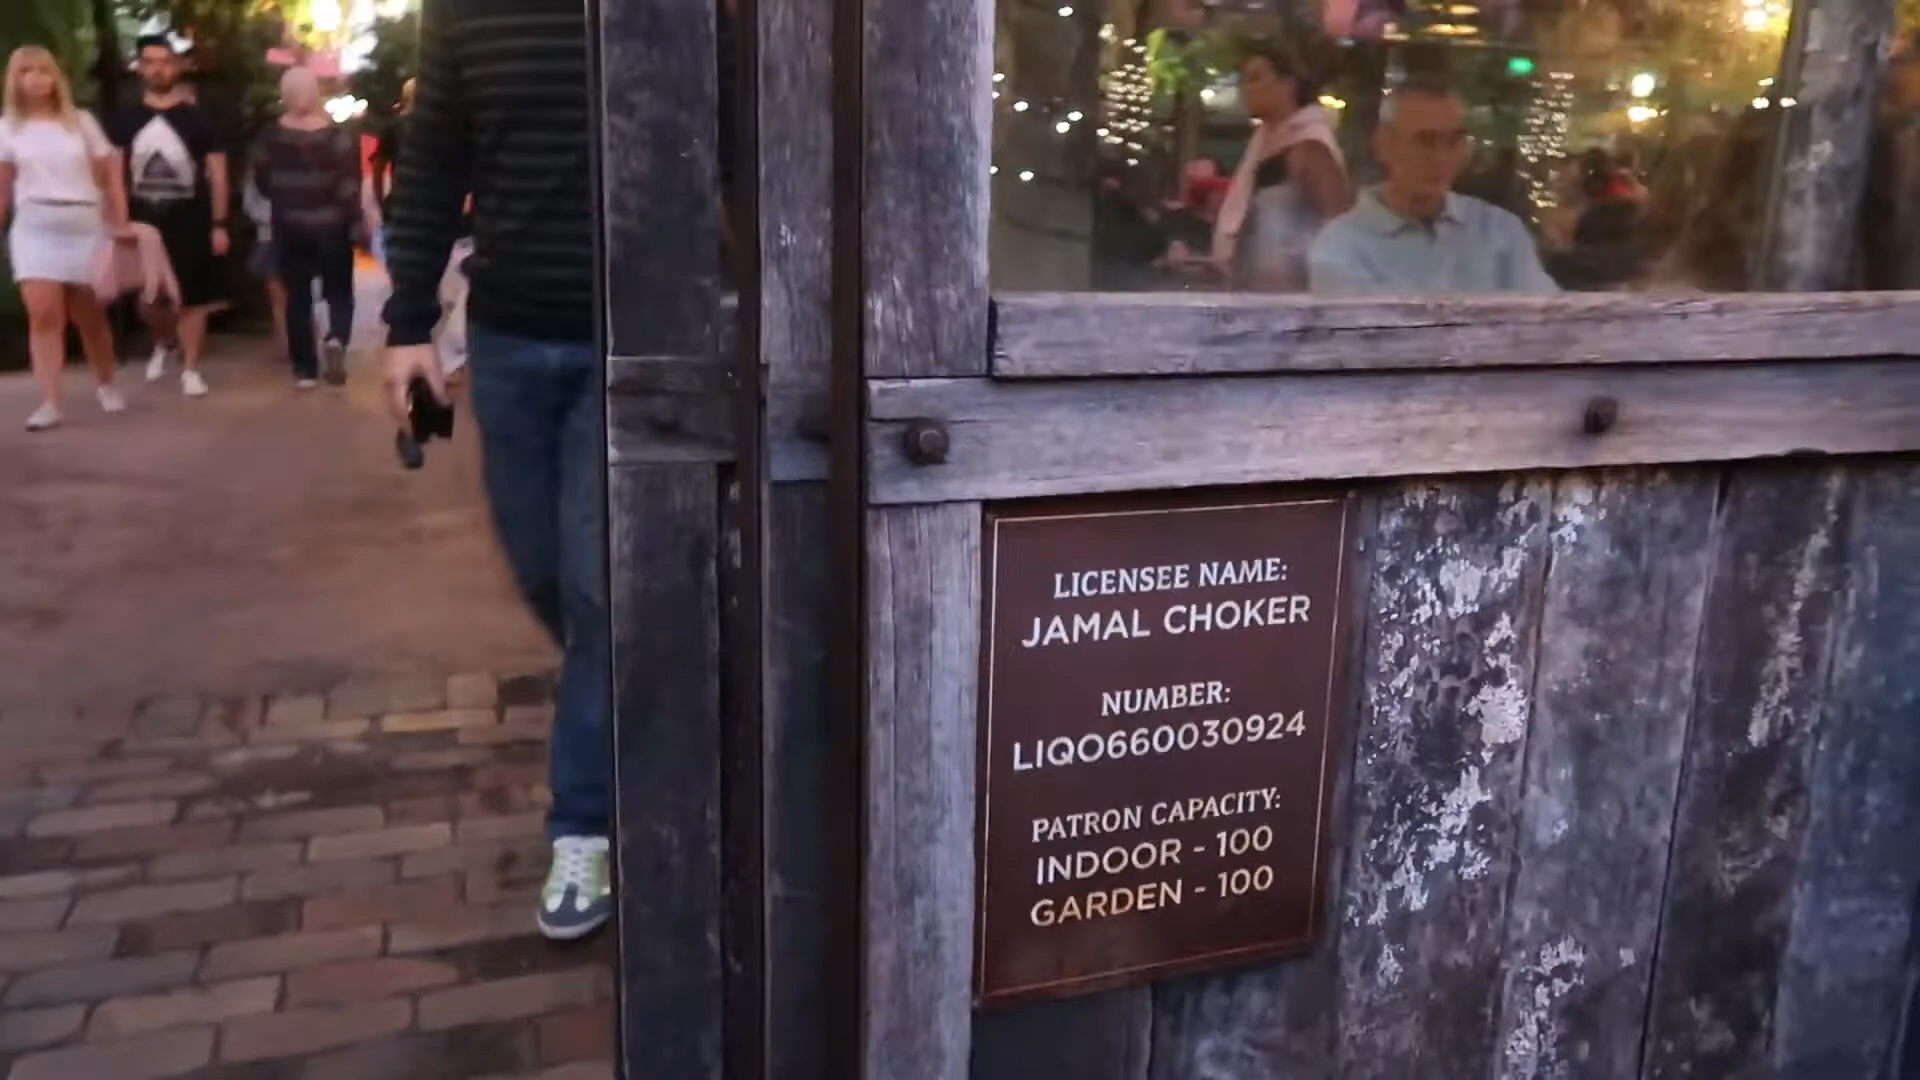 LICENSEE NAME:
JAMAL CHOKER
NUMBER:
LIQO660030924
PATRON CAPACITY:
INDOOR - 100
GARDEN - 100